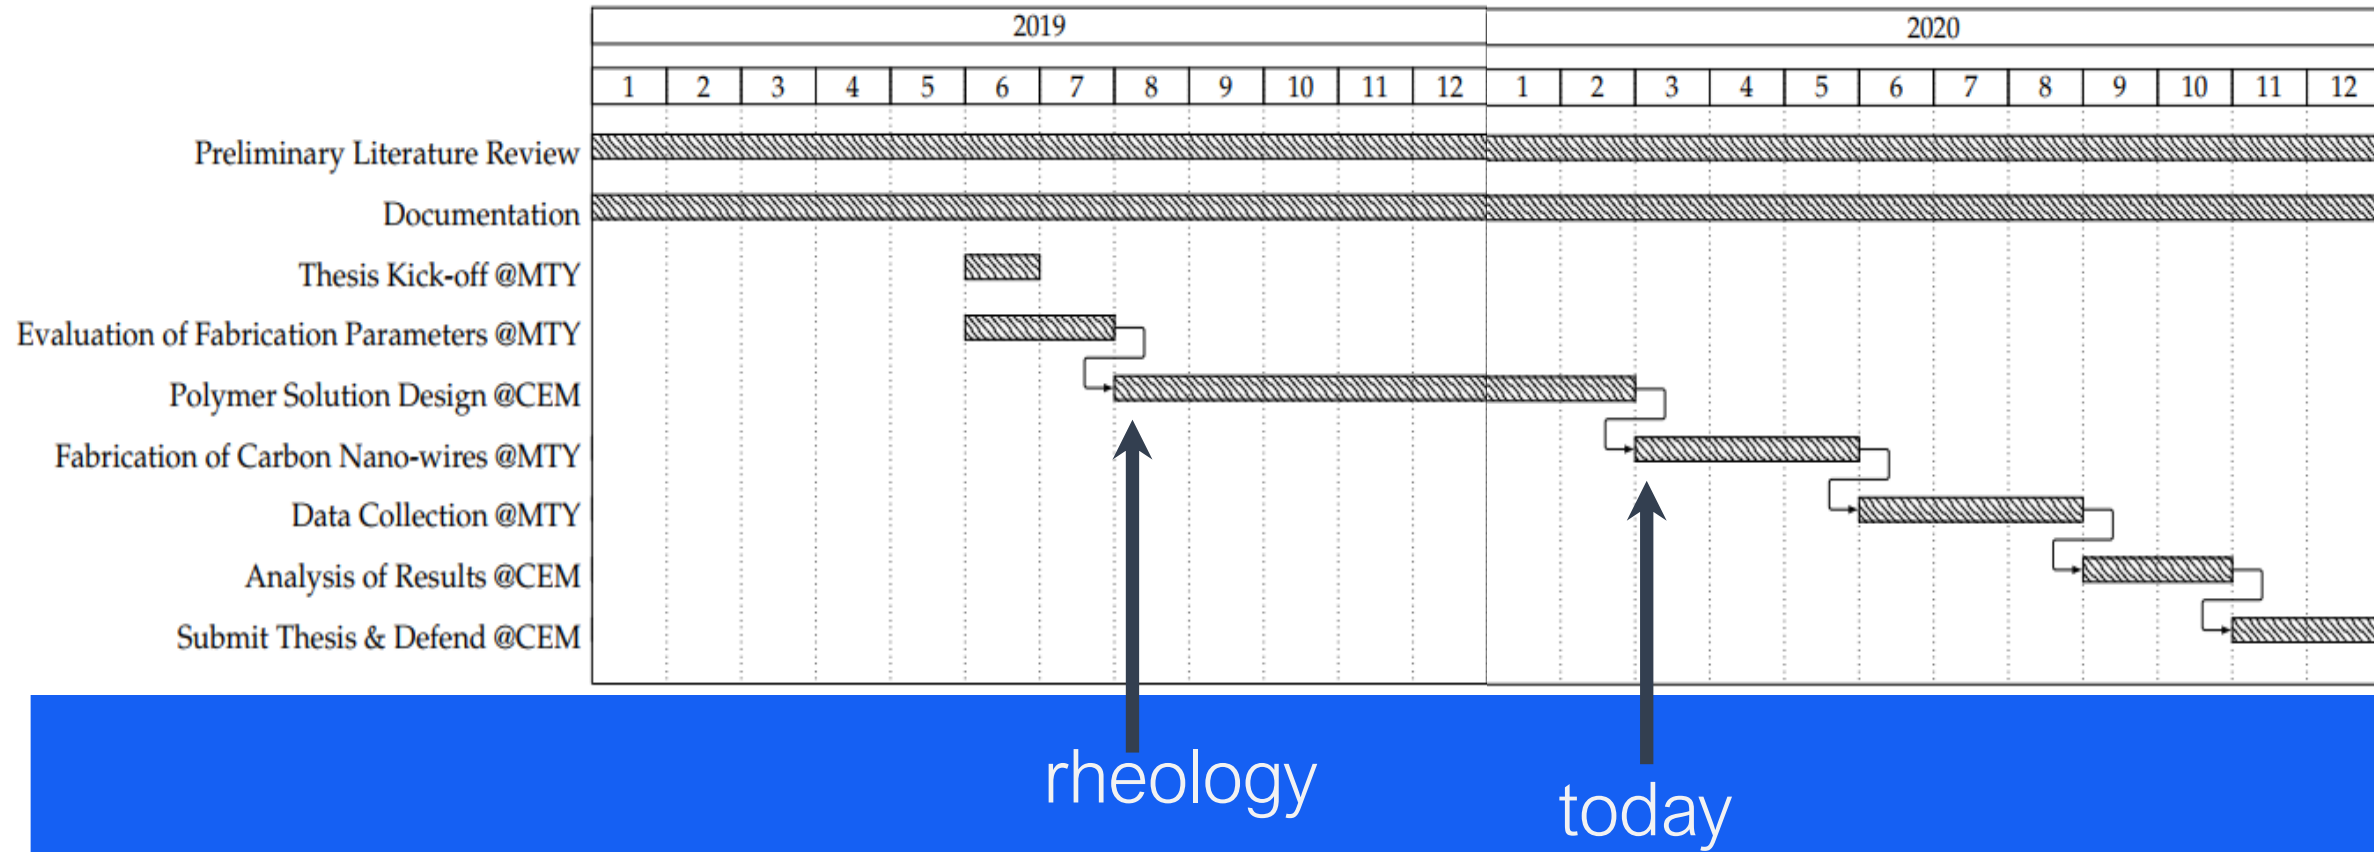 2019 2020
1 2 3 4 5 6 7 8 9 10 11 12 1 2 3 4 5 6 7 8 9 10 11 12
Preliminary Literature Review
Documentation
Thesis Kick-off @MTY
Evaluation of Fabrication Parameters @MTY
Polymer Solution Design @CEM
Fabrication of Carbon Nano-wires @MTY
Data Collection @MTY
Analysis of Results @CEM
Submit Thesis & Defend @CEM
rheology
today